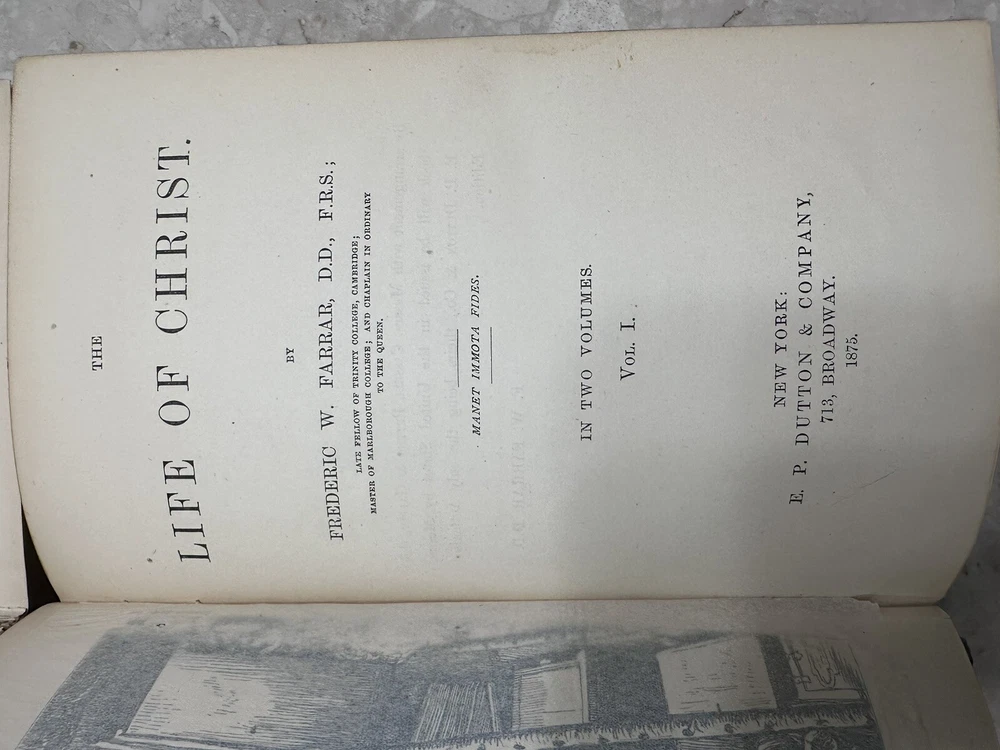 THE
LIFE OF CHRIST.
BY
FREDERIC W. FARRAR, D.D., F.R.S.;
LATE FELLOW OF TRINITY COLLEGE, CAMBRIDGE;
MASTER OF MARLBOROUGH COLLEGE; AND CHAPLAIN IN ORDINARY
TO THE QUEEN.
MANET IMMOTA FIDES.
IN TWO VOLUMES.
VOL. I.
NEW YORK:
E. P. DUTTON & COMPANY,
713, BROADWAY.
1875.